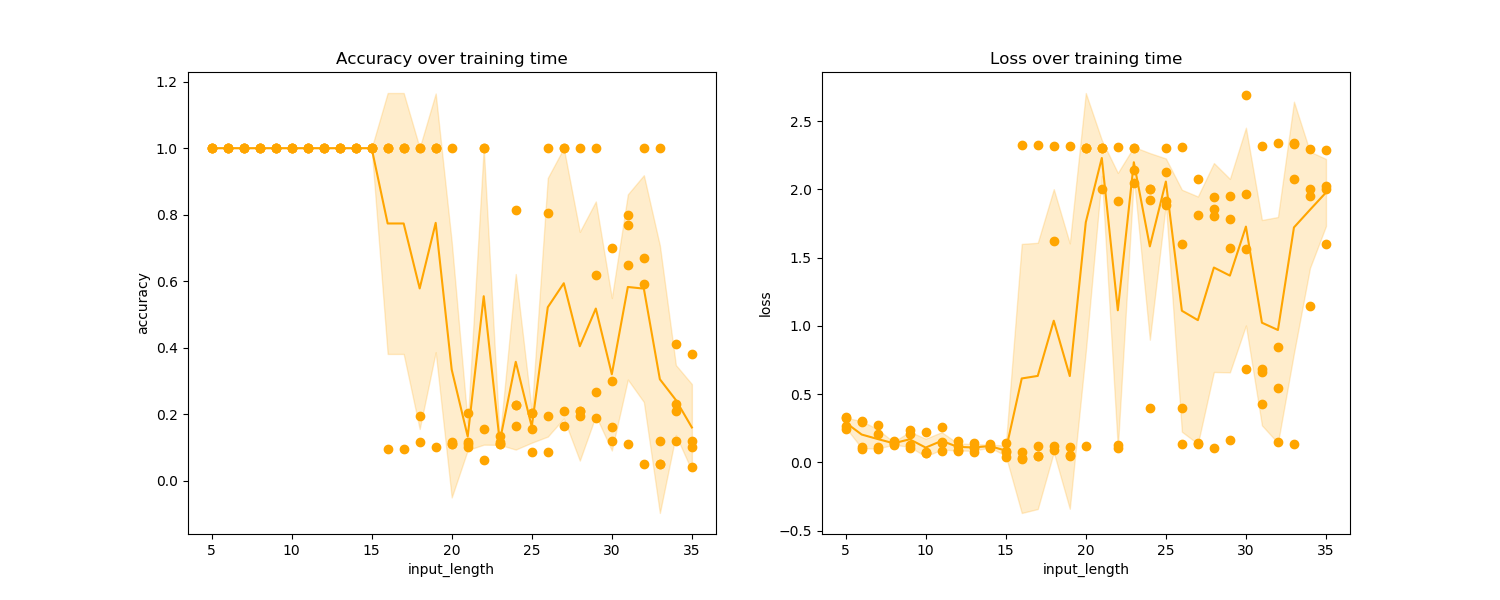 Accuracy over training time
accuracy
1.2
1.0
0.8
0.6
0.4
0.2
0.0
5 10 15 20 25 30 35
input_length
Loss over training time
loss
2.5
2.0
1.5
1.0
0.5
0.0
−0.5
5 10 15 20 25 30 35
input_length